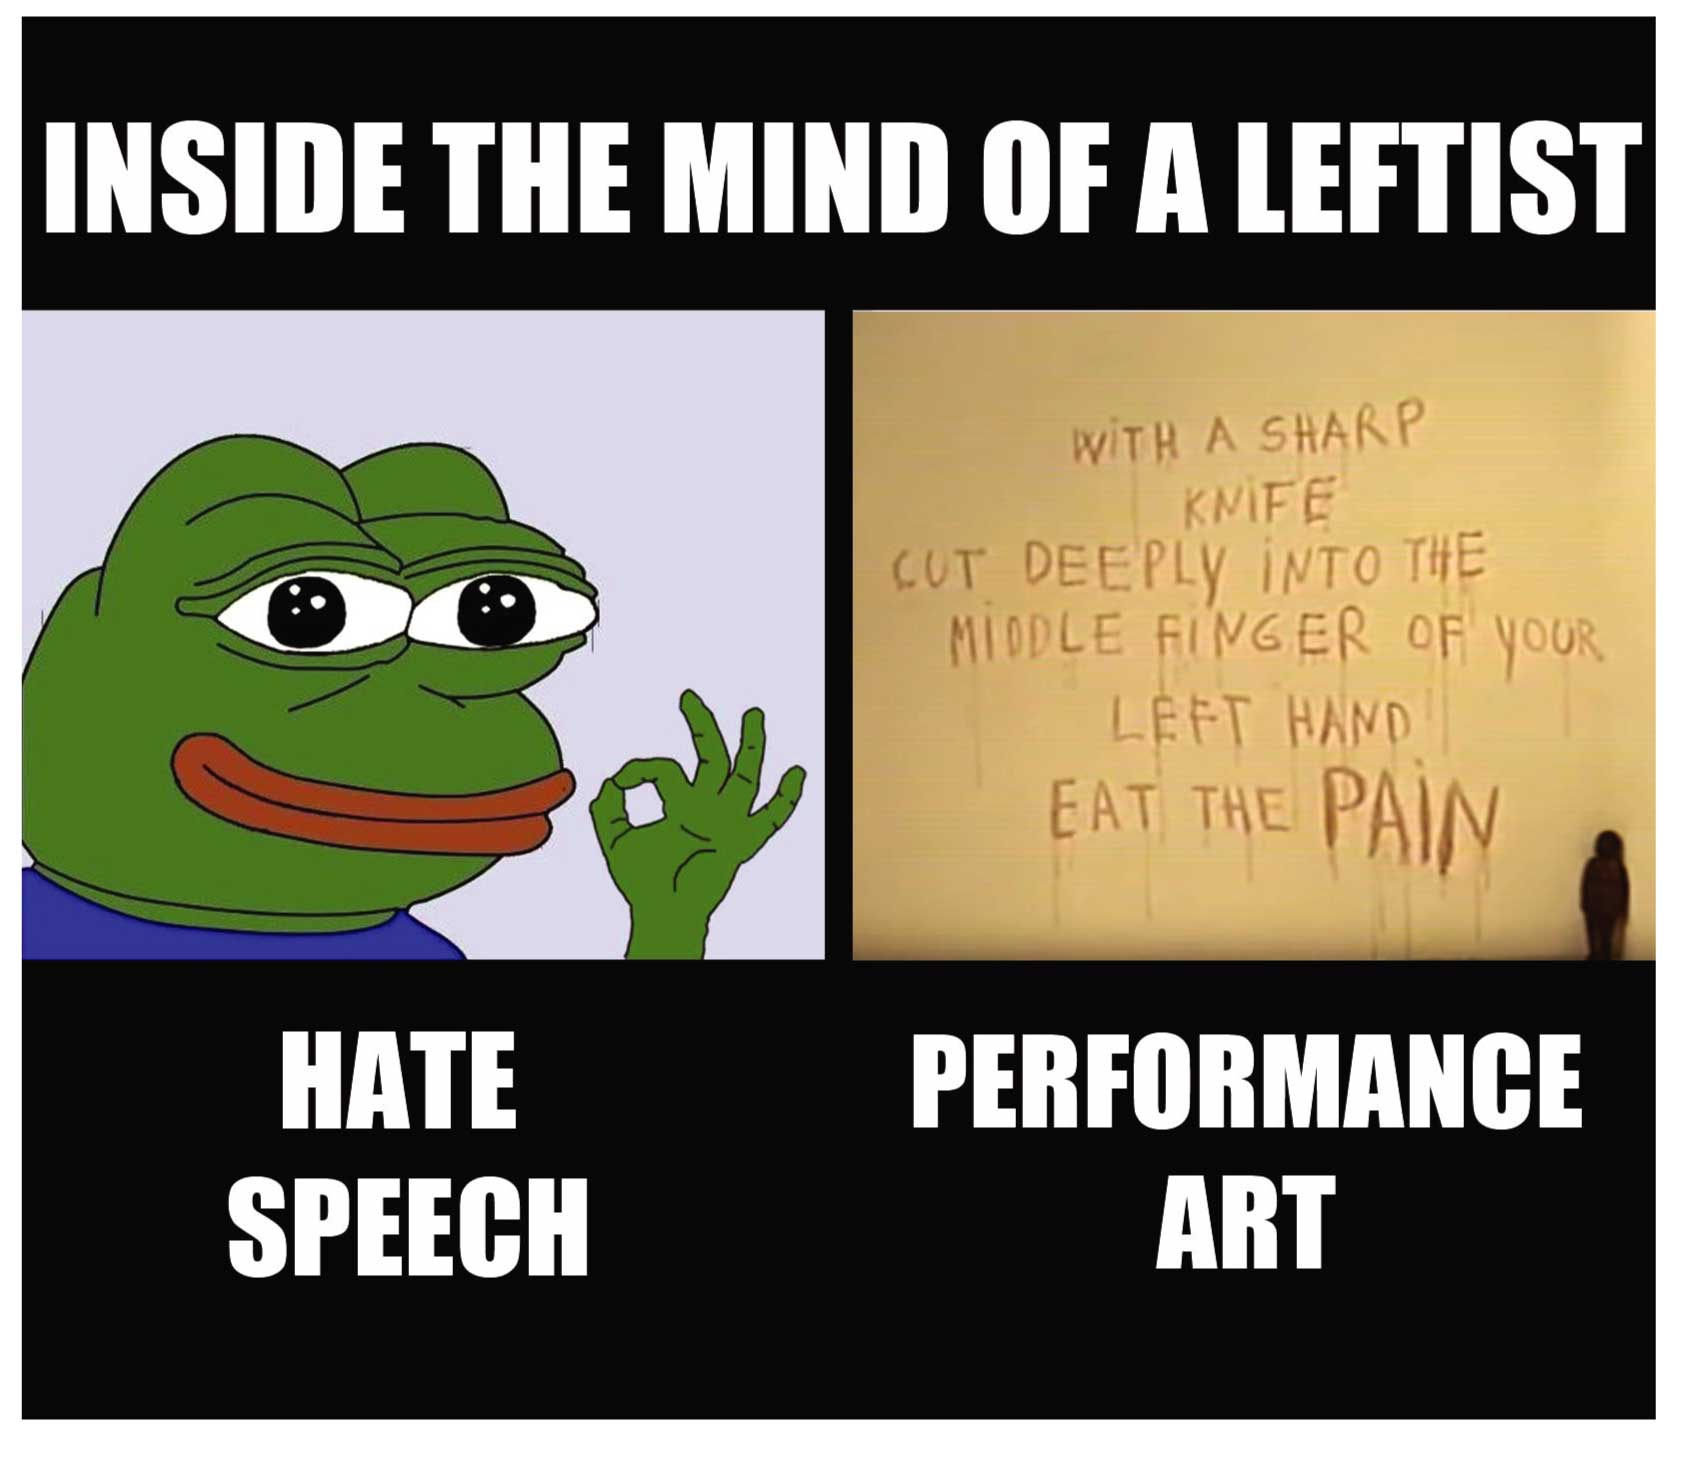 INSIDE THE MIND OF A LEFTIST
WITH A SHARP
KNIFE
CUT DEEPLY INTO THE
MIDDLE FINGER OF YOUR
LEFT HAND
EAT THE PAIN
HATE
SPEECH
PERFORMANCE
ART